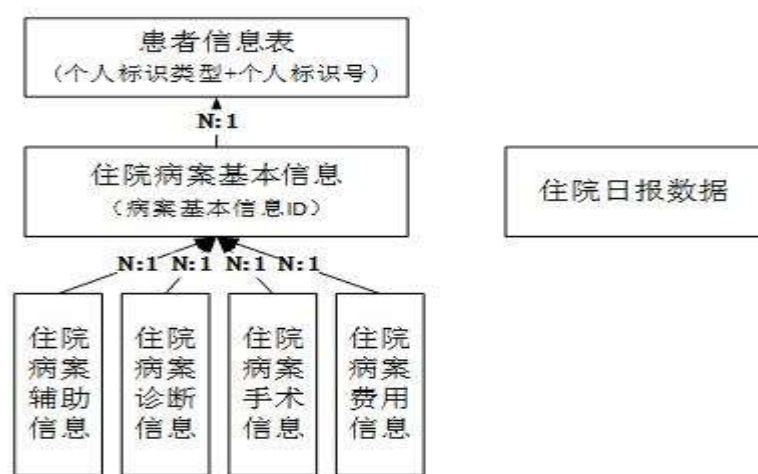 患者信息表
(个人标识类型+个人标识号)
N:1
住院病案基本信息
(病案基本信息ID)
住院日报数据
N:1 N:1 N:1 N:1
住院
病案
辅助
信息
住院
病案
诊断
信息
住院
病案
手术
信息
住院
病案
费用
信息